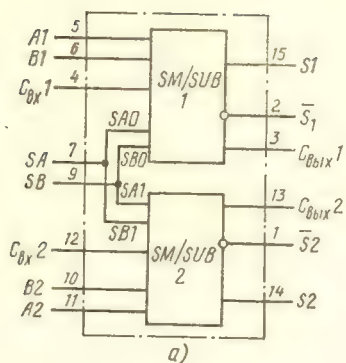 A1 5
B1 6
Cвх1 4
SM/SUB
1
15 S1
2 S̅₁
3 Cвых1
SA0
SB0
SA 7
SB 9
SA1
SB1
13 Cвых2
1 S̅2
Cвх2 12
SM/SUB
2
B2 10
A2 11
14 S2
а)